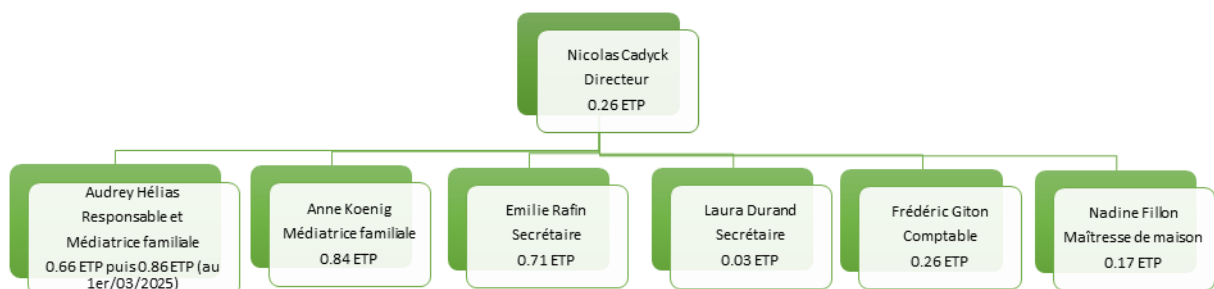 Nicolas Cadyck
Directeur
0.26 ETP
Audrey Hélias
Responsable et
Médiatrice familiale
0.66 ETP puis 0.86 ETP (au
1er/03/2025)
Anne Koenig
Médiatrice familiale
0.84 ETP
Emilie Rafin
Secrétaire
0.71 ETP
Laura Durand
Secrétaire
0.03 ETP
Frédéric Giton
Comptable
0.26 ETP
Nadine Fillon
Maîtresse de maison
0.17 ETP